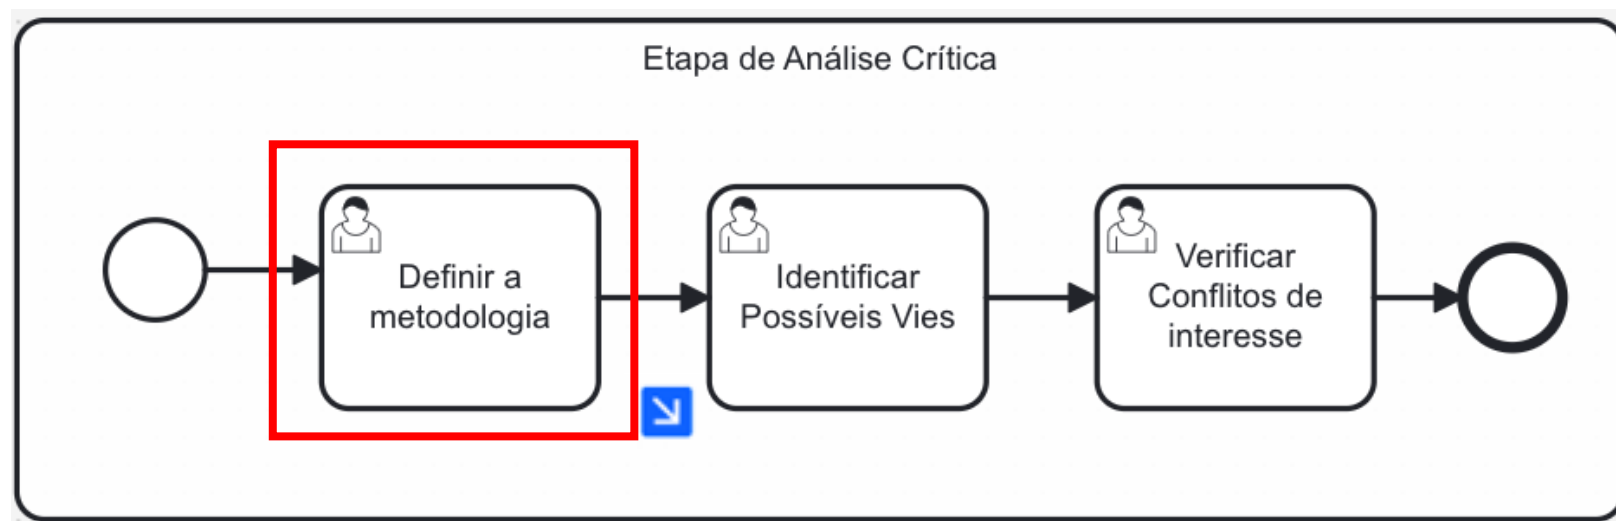 Etapa de Análise Crítica
Definir a
metodologia
Identificar
Possíveis Vies
Verificar
Conflitos de
interesse